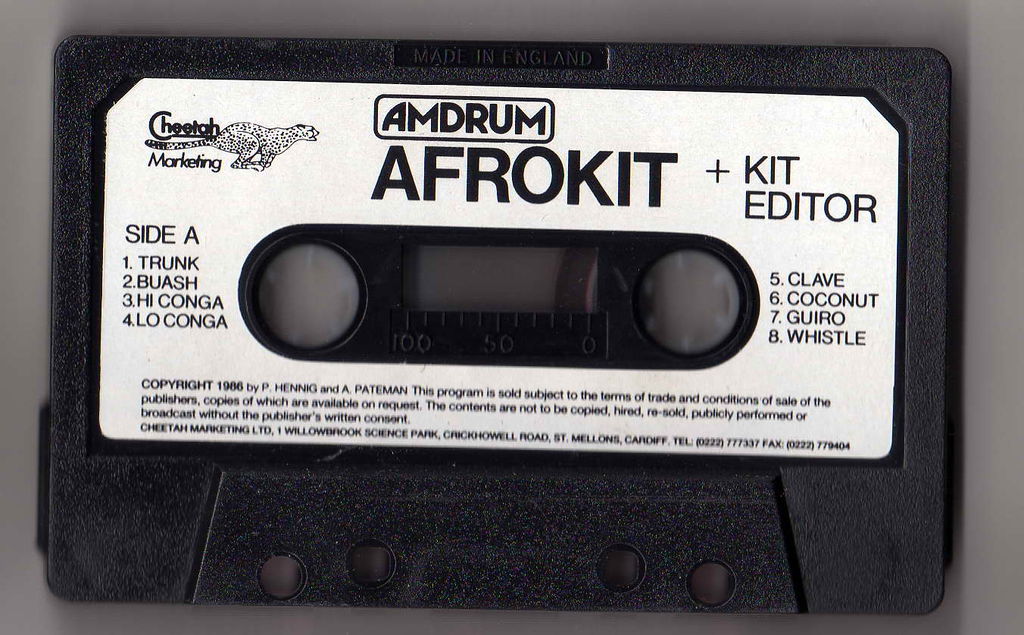 MADE IN ENGLAND
Cheetah
Marketing
AMDRUM
AFROKIT + KIT
EDITOR
SIDE A
1. TRUNK
2.BUASH
3.HI CONGA
4.LO CONGA
5. CLAVE
6. COCONUT
7. GUIRO
8. WHISTLE
100 50 0
COPYRIGHT 1986 by P. HENNIG and A. PATEMAN This program is sold subject to the terms of trade and conditions of sale of the
publishers, copies of which are available on request. The contents are not to be copied, hired, re-sold, publicly performed or
broadcast without the publisher's written consent.
CHEETAH MARKETING LTD, 1 WILLOWBROOK SCIENCE PARK, CRICKHOWELL ROAD, ST. MELLONS, CARDIFF. TEL: (0222) 777337 FAX: (0222) 779404